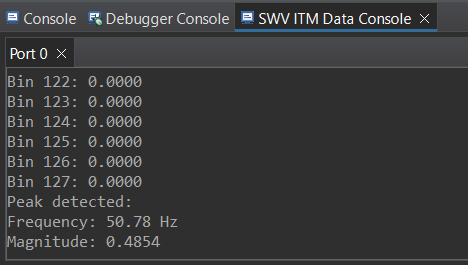 Console Debugger Console SWV ITM Data Console
Port 0
Bin 122: 0.0000
Bin 123: 0.0000
Bin 124: 0.0000
Bin 125: 0.0000
Bin 126: 0.0000
Bin 127: 0.0000
Peak detected:
Frequency: 50.78 Hz
Magnitude: 0.4854